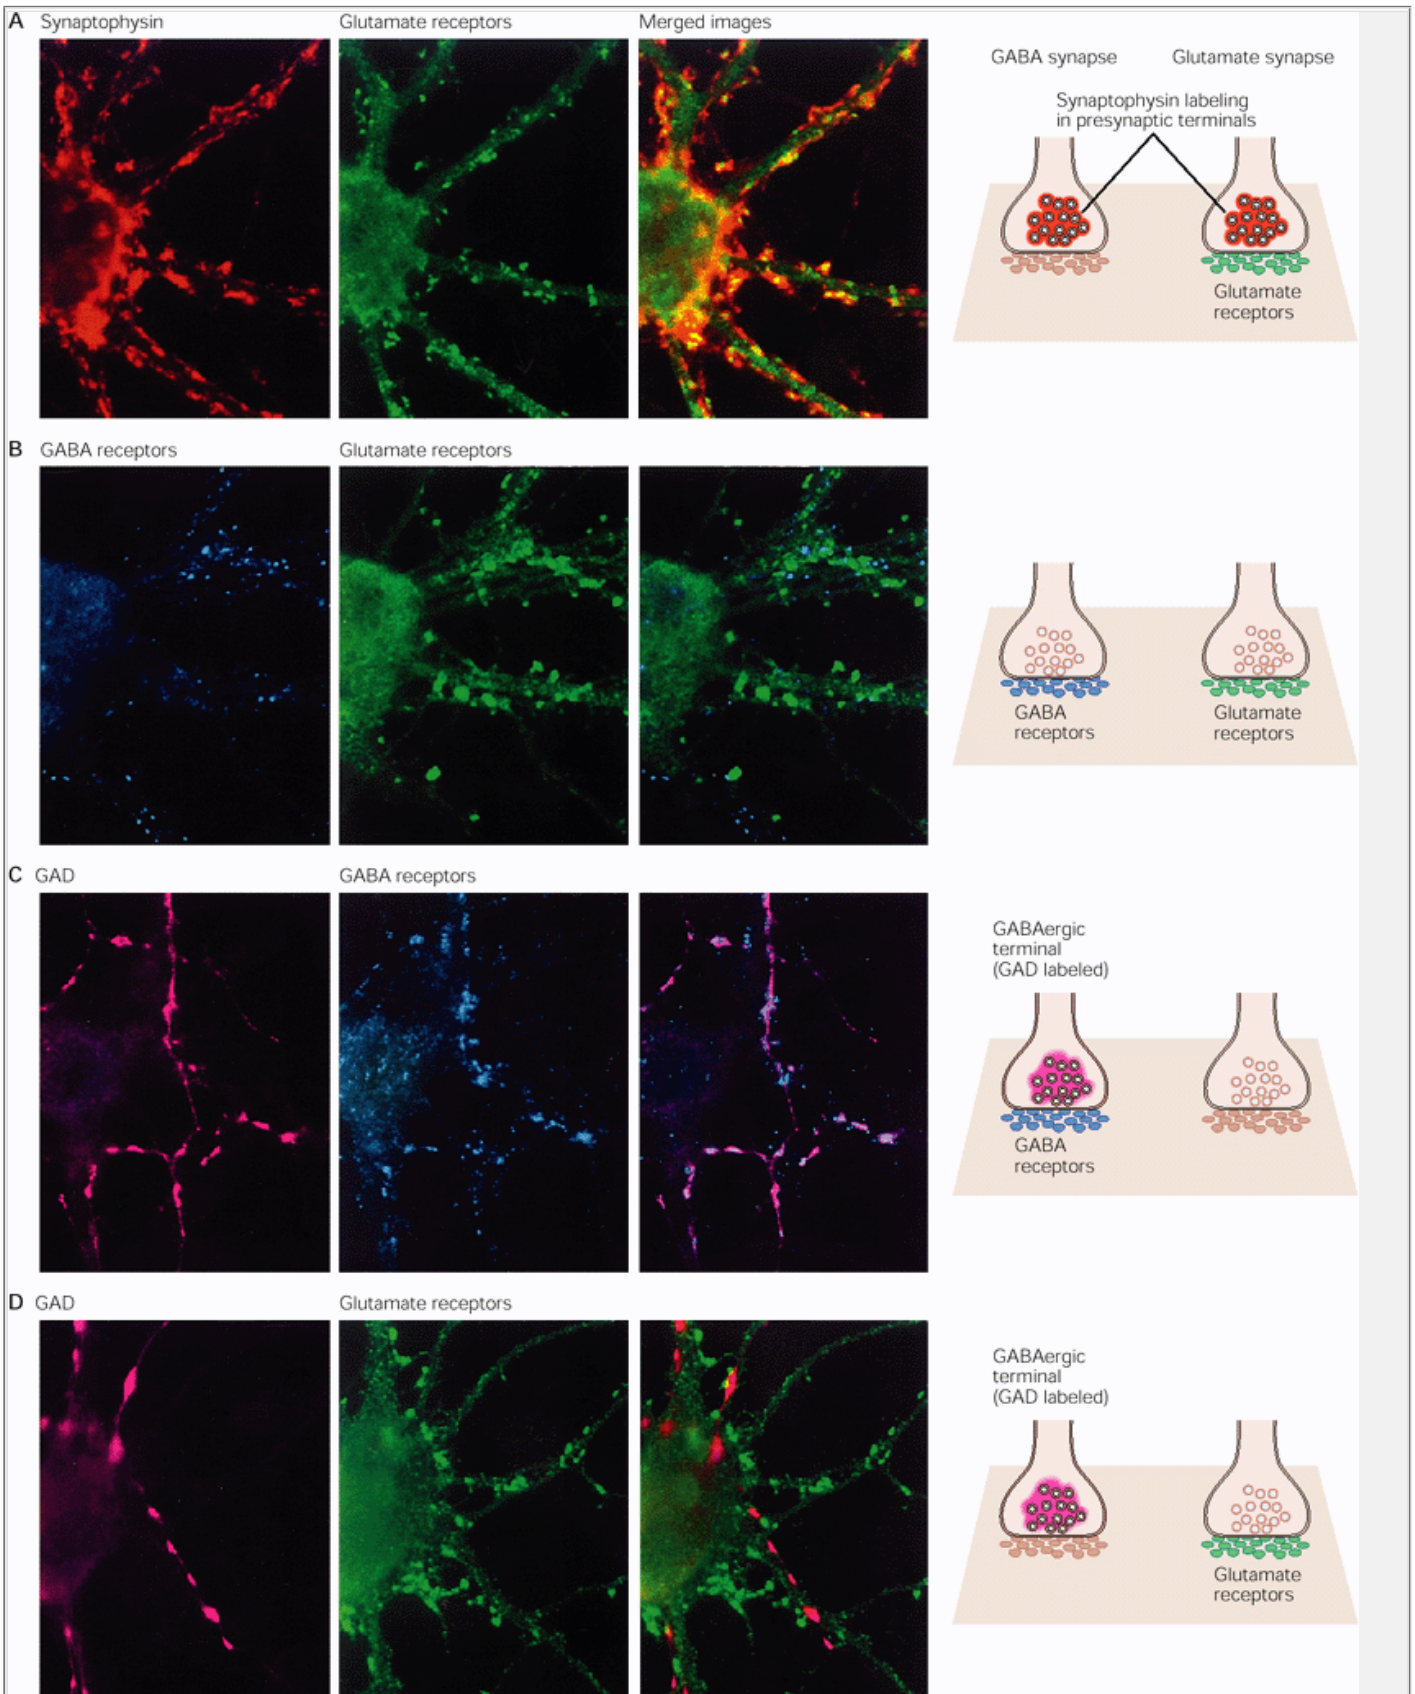 A Synaptophysin Glutamate receptors Merged images
GABA synapse Glutamate synapse
Synaptophysin labeling
in presynaptic terminals
Glutamate
receptors
B GABA receptors Glutamate receptors
GABA
receptors
Glutamate
receptors
C GAD GABA receptors
GABAergic
terminal
(GAD labeled)
GABA
receptors
D GAD Glutamate receptors
GABAergic
terminal
(GAD labeled)
Glutamate
receptors